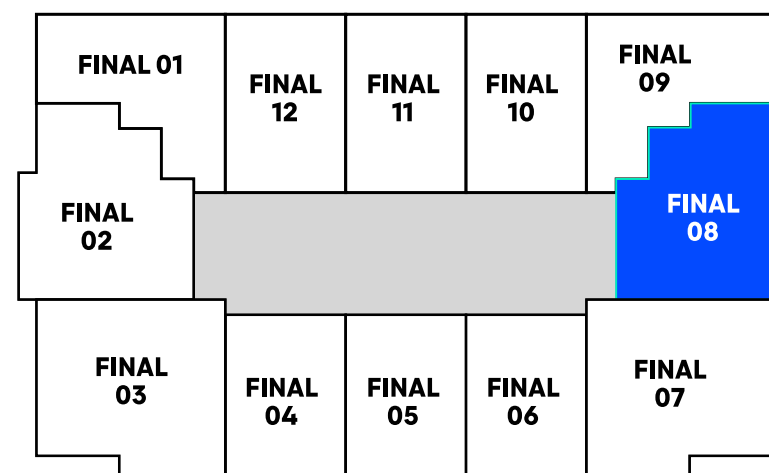 FINAL 01
FINAL
12
FINAL
11
FINAL
10
FINAL
09
FINAL
02
FINAL
08
FINAL
03
FINAL
04
FINAL
05
FINAL
06
FINAL
07